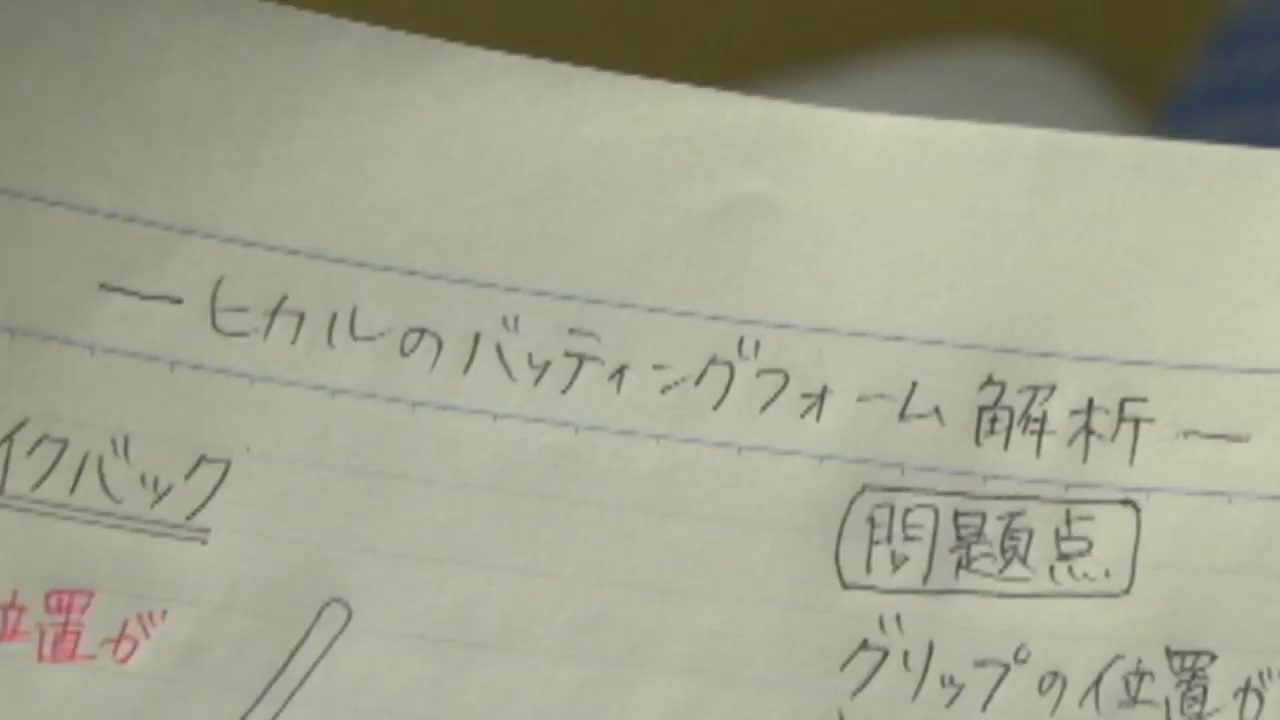 ーヒカルのバッティングフォーム解析ー
イクバック
問題点
位置が
グリップの位置が